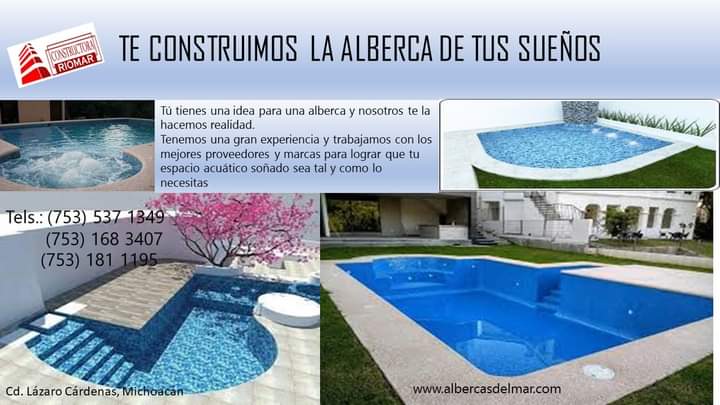 CONSTRUCTORA
RIOMAR
TE CONSTRUIMOS LA ALBERCA DE TUS SUEÑOS
Tú tienes una idea para una alberca y nosotros te la
hacemos realidad.
Tenemos una gran experiencia y trabajamos con los
mejores proveedores y marcas para lograr que tu
espacio acuático soñado sea tal y como lo
necesitas
Tels.: (753) 537 1349
(753) 168 3407
(753) 181 1195
Cd. Lázaro Cárdenas, Michoacán
www.albercasdelmar.com